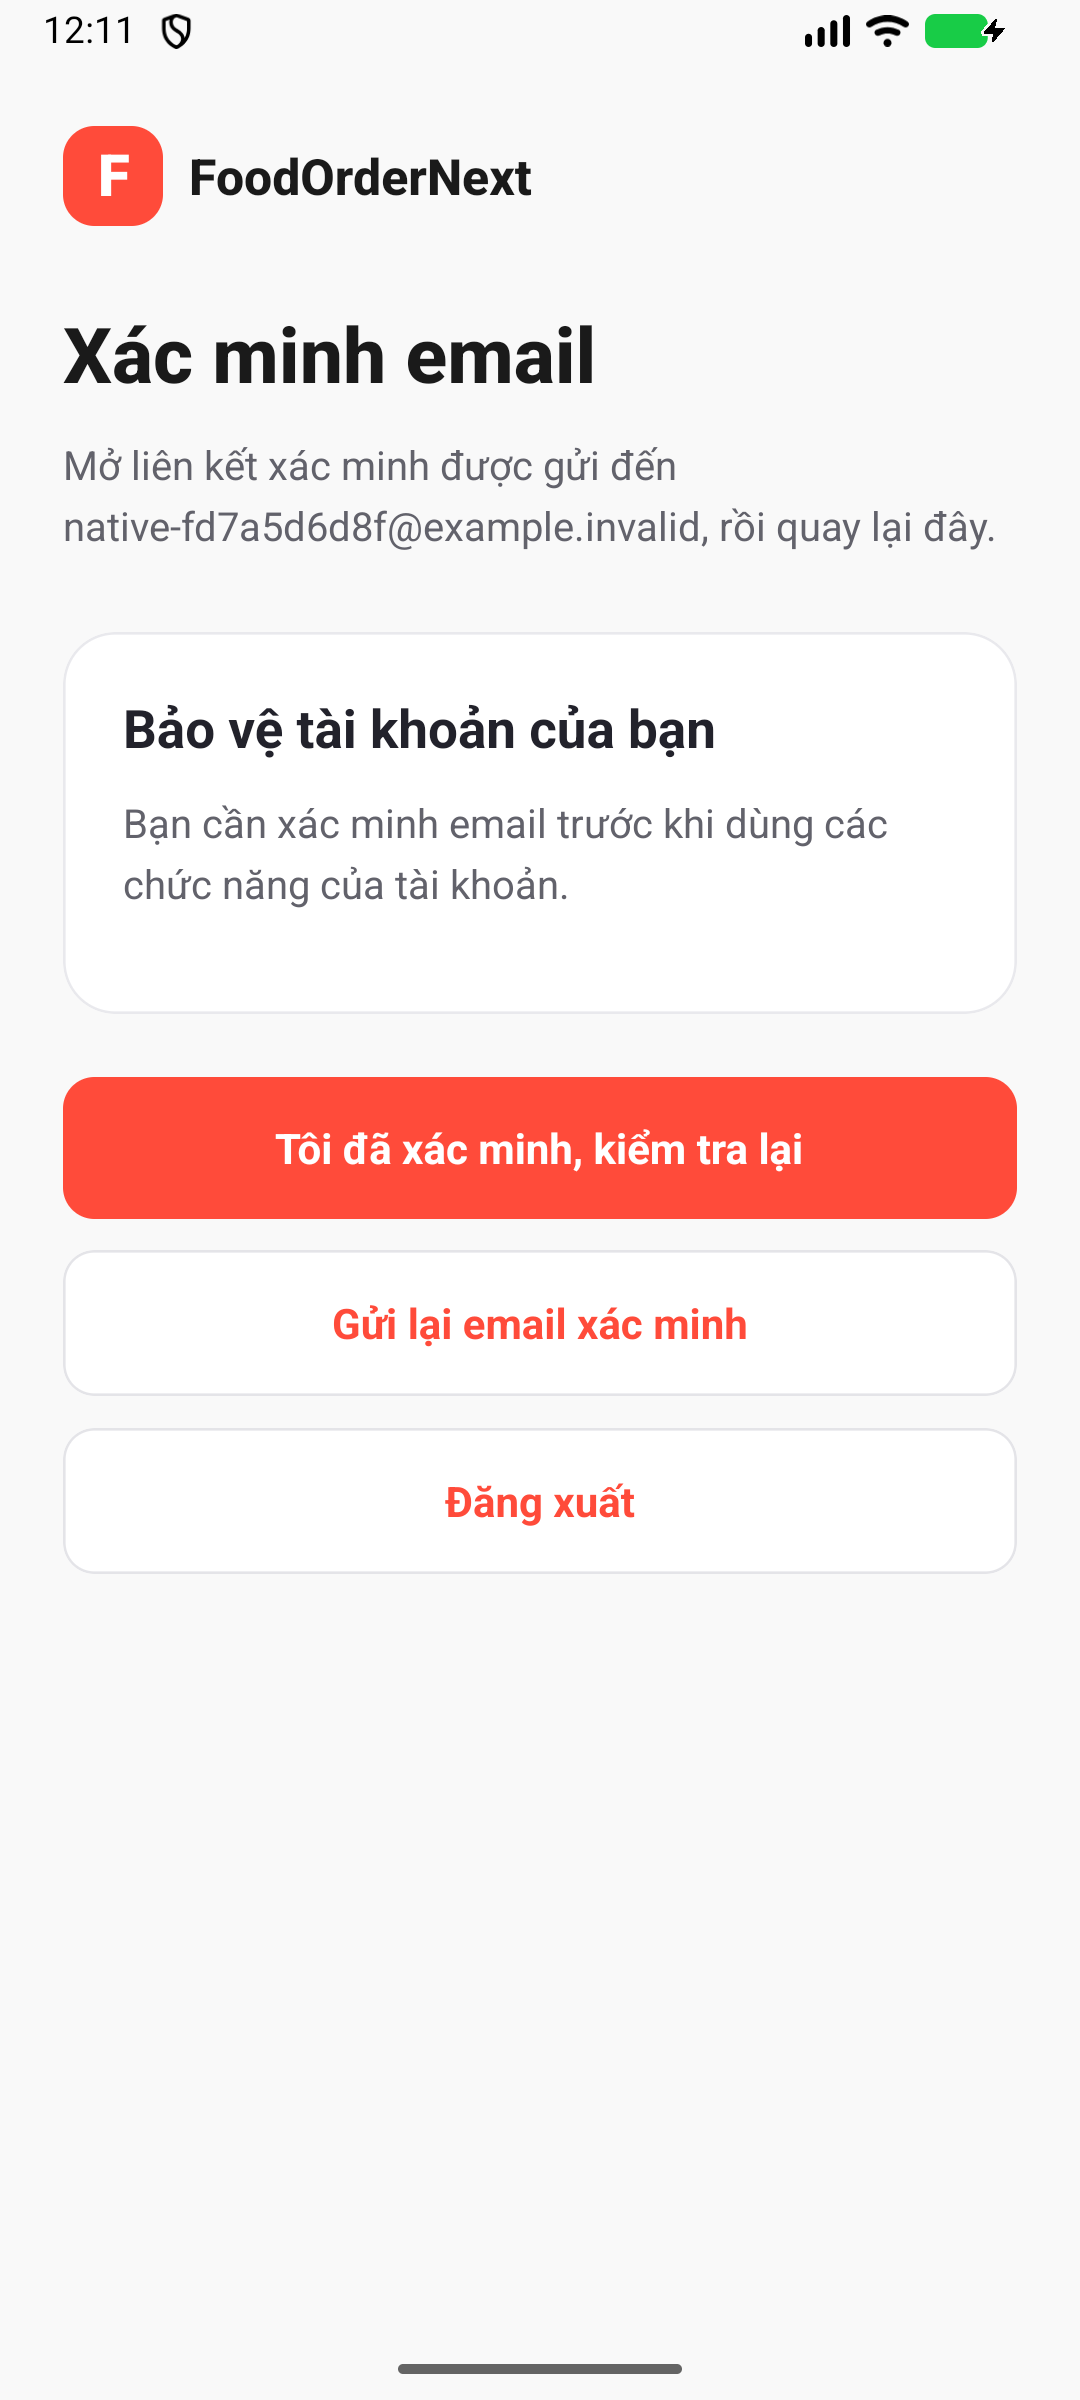 12:11
F FoodOrderNext
Xác minh email
Mở liên kết xác minh được gửi đến
native-fd7a5d6d8f@example.invalid, rồi quay lại đây.
Bảo vệ tài khoản của bạn
Bạn cần xác minh email trước khi dùng các
chức năng của tài khoản.
Tôi đã xác minh, kiểm tra lại
Gửi lại email xác minh
Đăng xuất